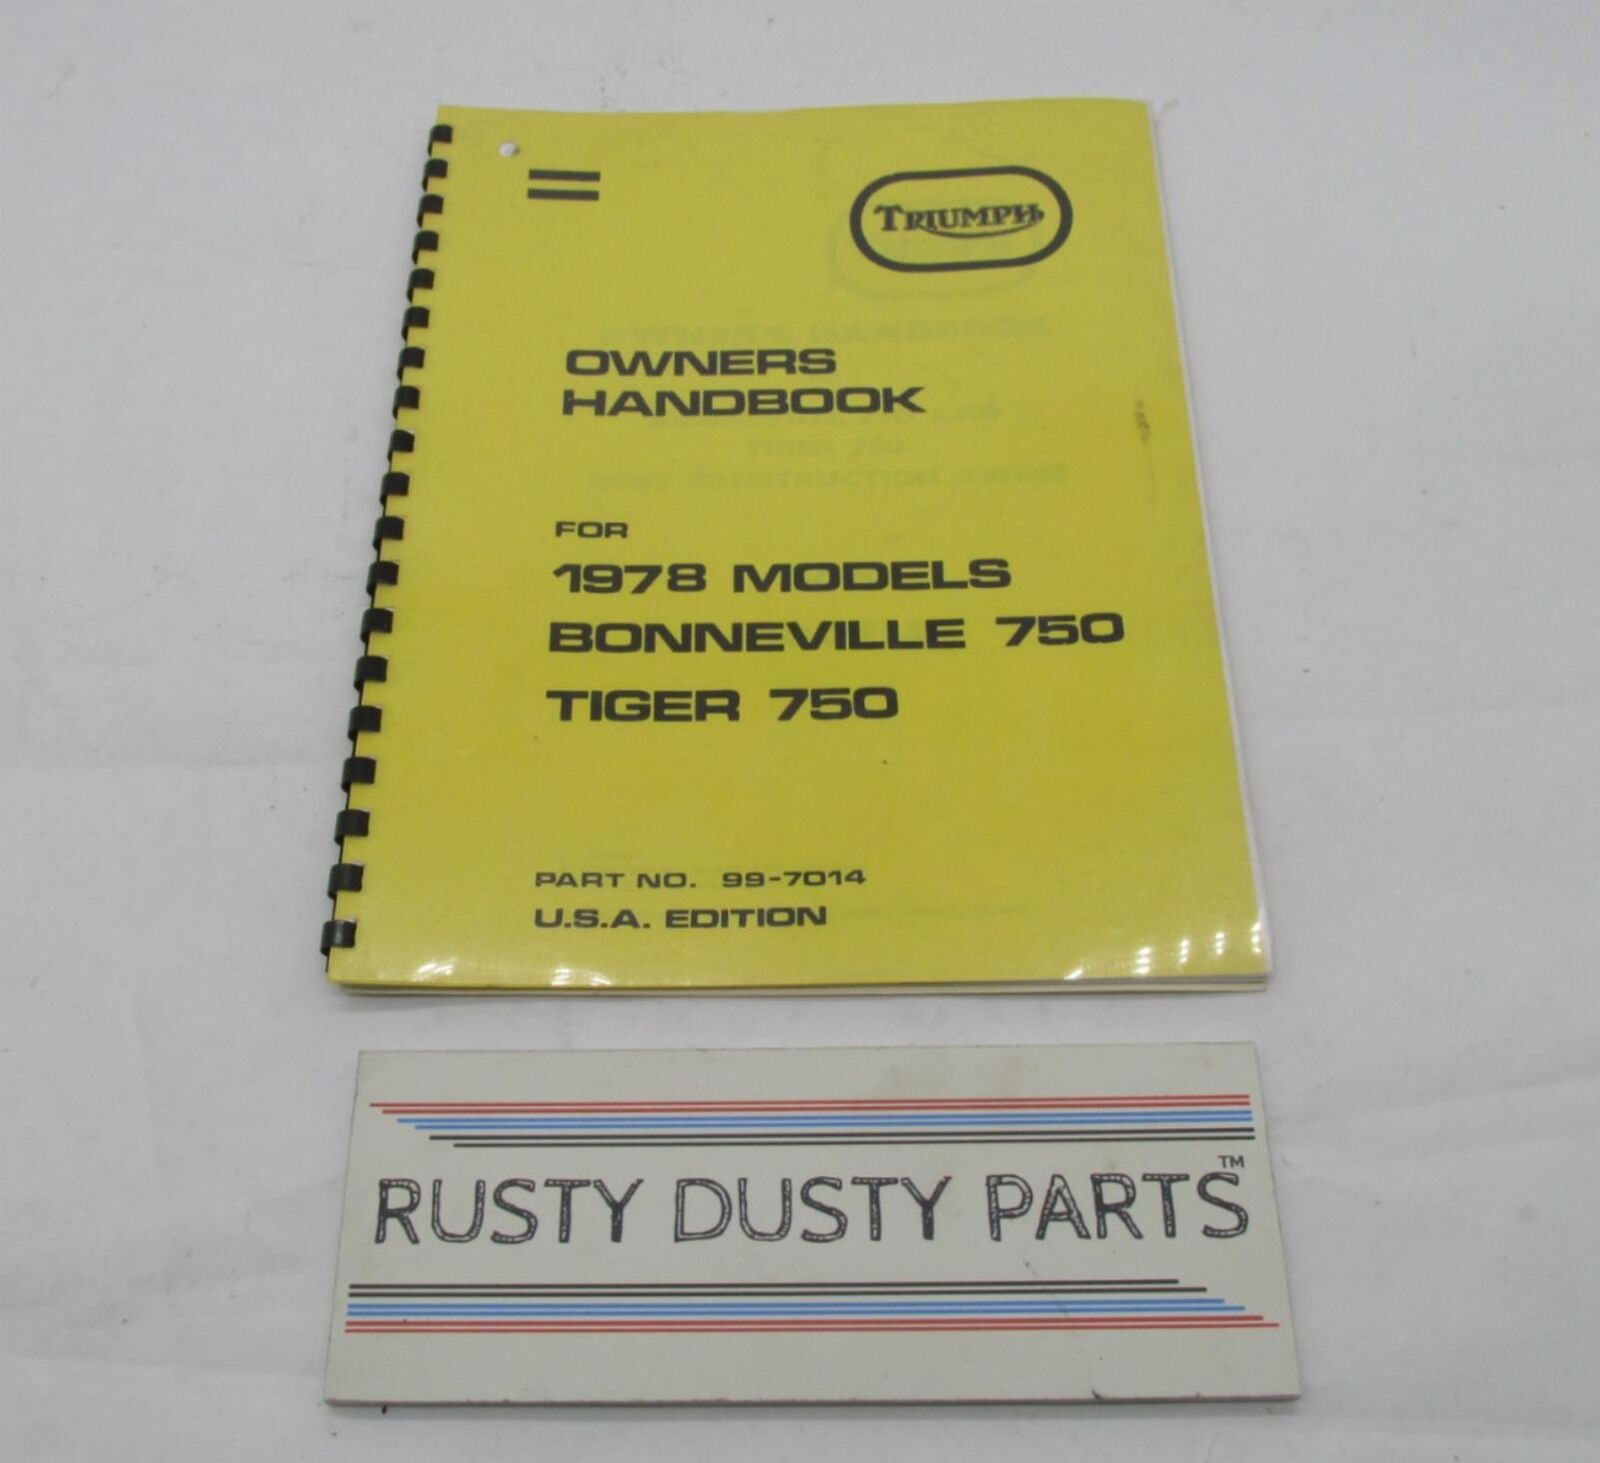 TRIUMPH
OWNERS
HANDBOOK
FOR
1978 MODELS
BONNEVILLE 750
TIGER 750
PART NO. 99-7014
U.S.A. EDITION
RUSTY DUSTY PARTS™